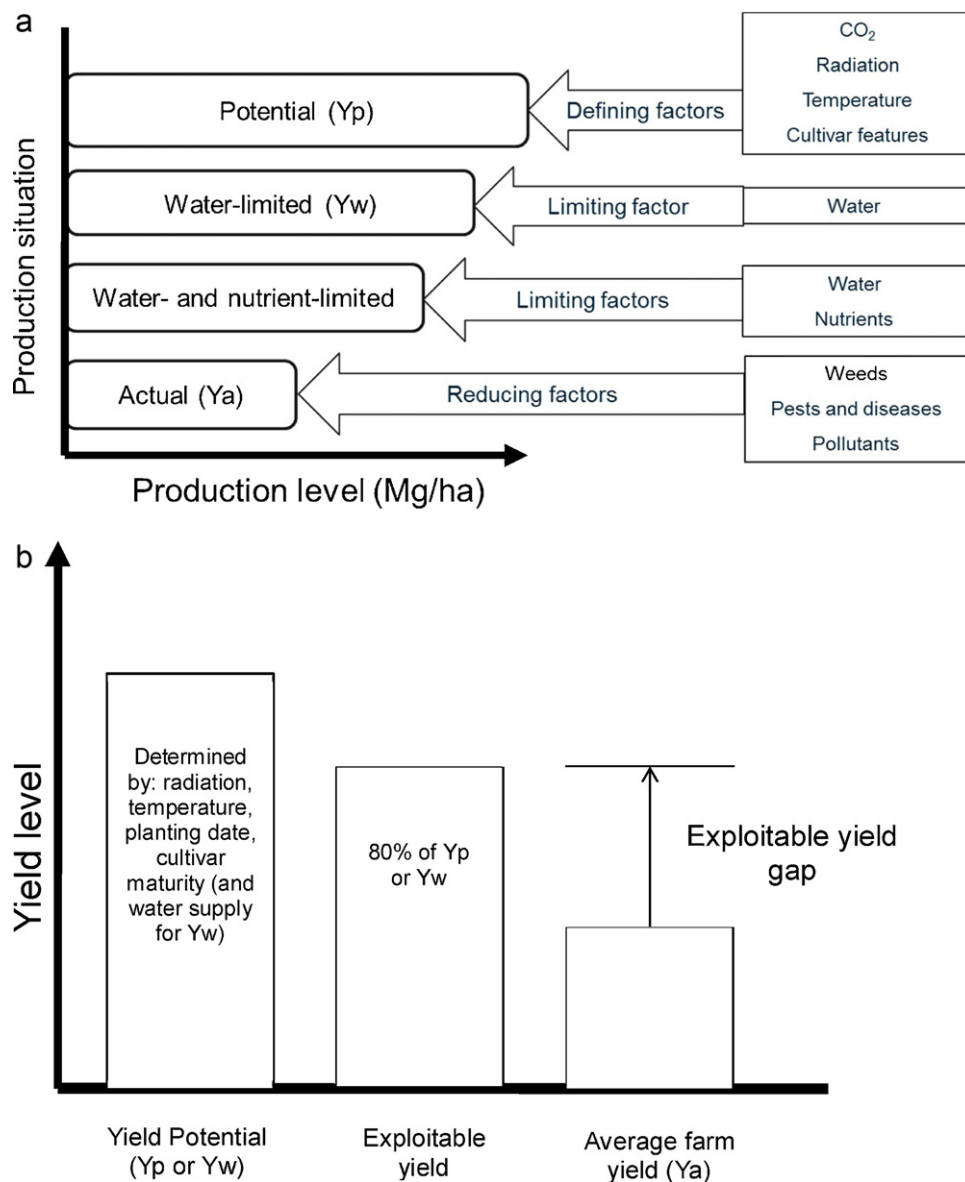 a
Production situation
Potential (Yp)
Defining factors
CO₂
Radiation
Temperature
Cultivar features
Water-limited (Yw)
Limiting factor
Water
Water- and nutrient-limited
Limiting factors
Water
Nutrients
Actual (Ya)
Reducing factors
Weeds
Pests and diseases
Pollutants
Production level (Mg/ha)
b
Yield level
Determined
by: radiation,
temperature,
planting date,
cultivar
maturity (and
water supply
for Yw)
80% of Yp
or Yw
Exploitable yield
gap
Yield Potential
(Yp or Yw)
Exploitable
yield
Average farm
yield (Ya)